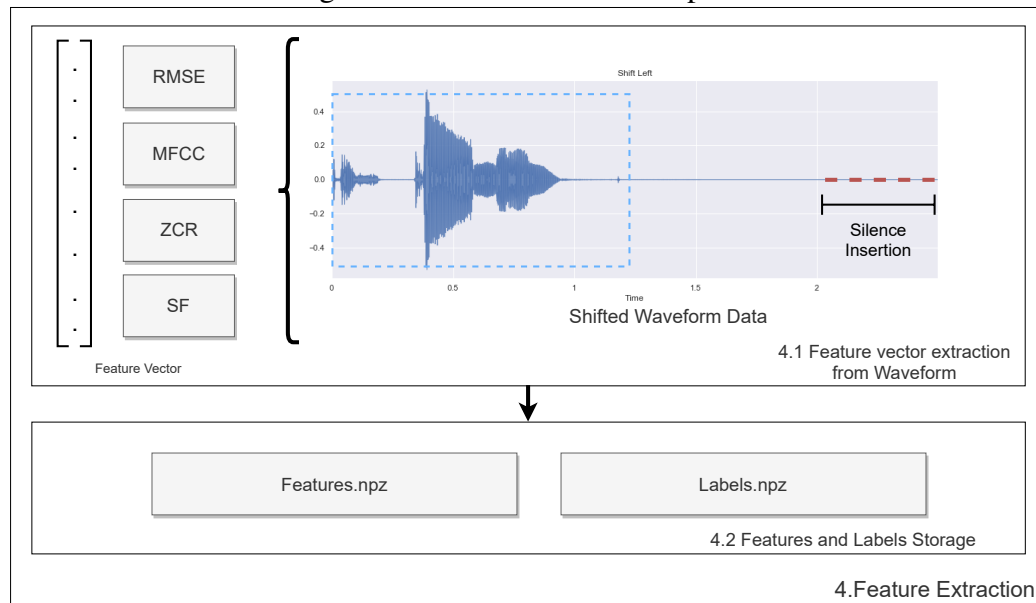 RMSE
MFCC
ZCR
SF
Feature Vector
Shift Left
0.4
0.2
0.0
−0.2
−0.4
0
0.5
1
1.5
2
Time
Silence
Insertion
Shifted Waveform Data
4.1 Feature vector extraction
from Waveform
Features.npz
Labels.npz
4.2 Features and Labels Storage
4.Feature Extraction